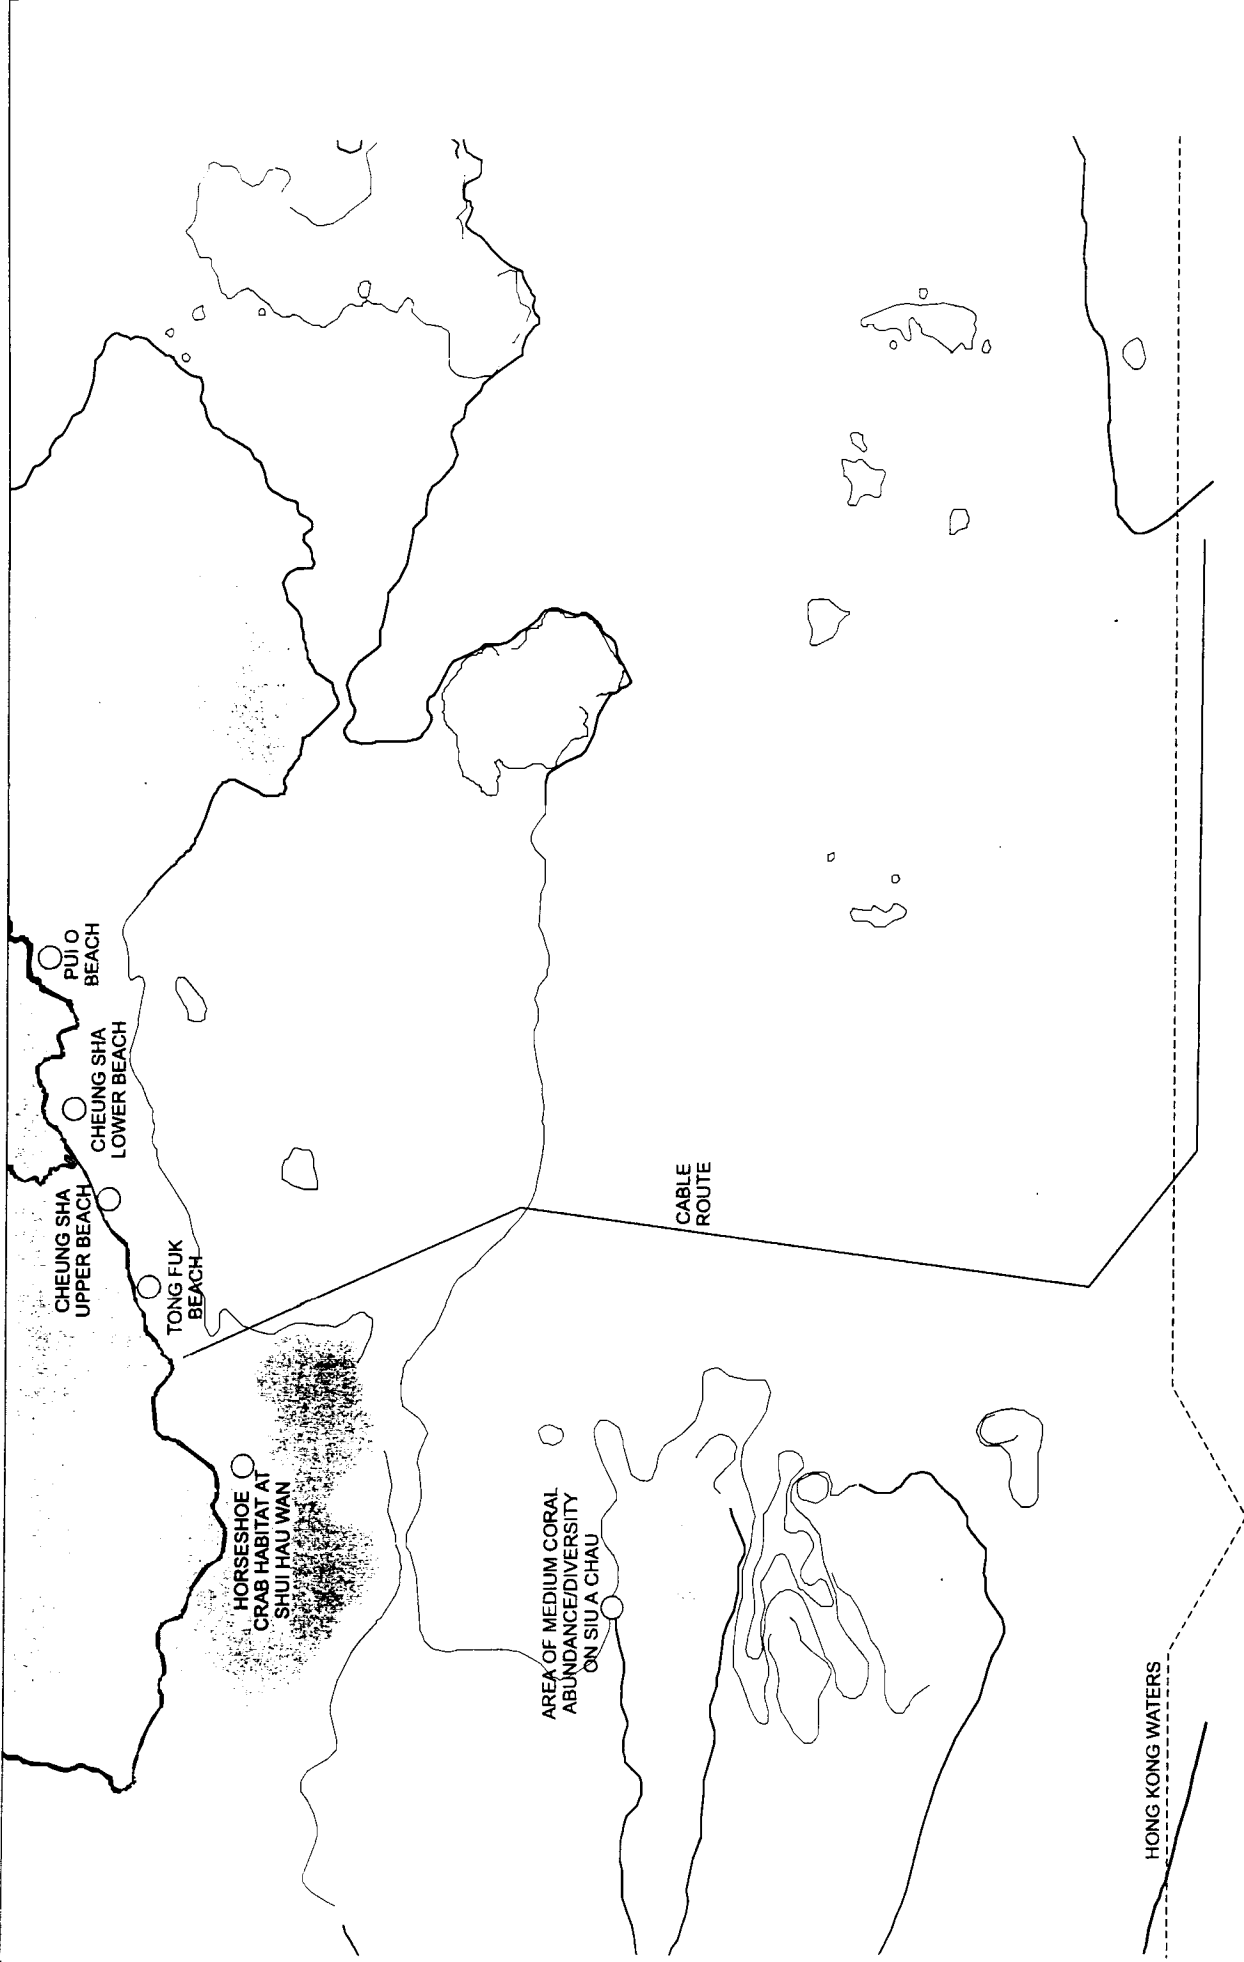 HORSESHOE
CRAB HABITAT AT
SHUI HAU WAN
TONG FUK
BEACH
CHEUNG SHA
UPPER BEACH
CHEUNG SHA
LOWER BEACH
PUI O
BEACH
AREA OF MEDIUM CORAL
ABUNDANCE/DIVERSITY
ON SIU A CHAU
CABLE
ROUTE
HONG KONG WATERS